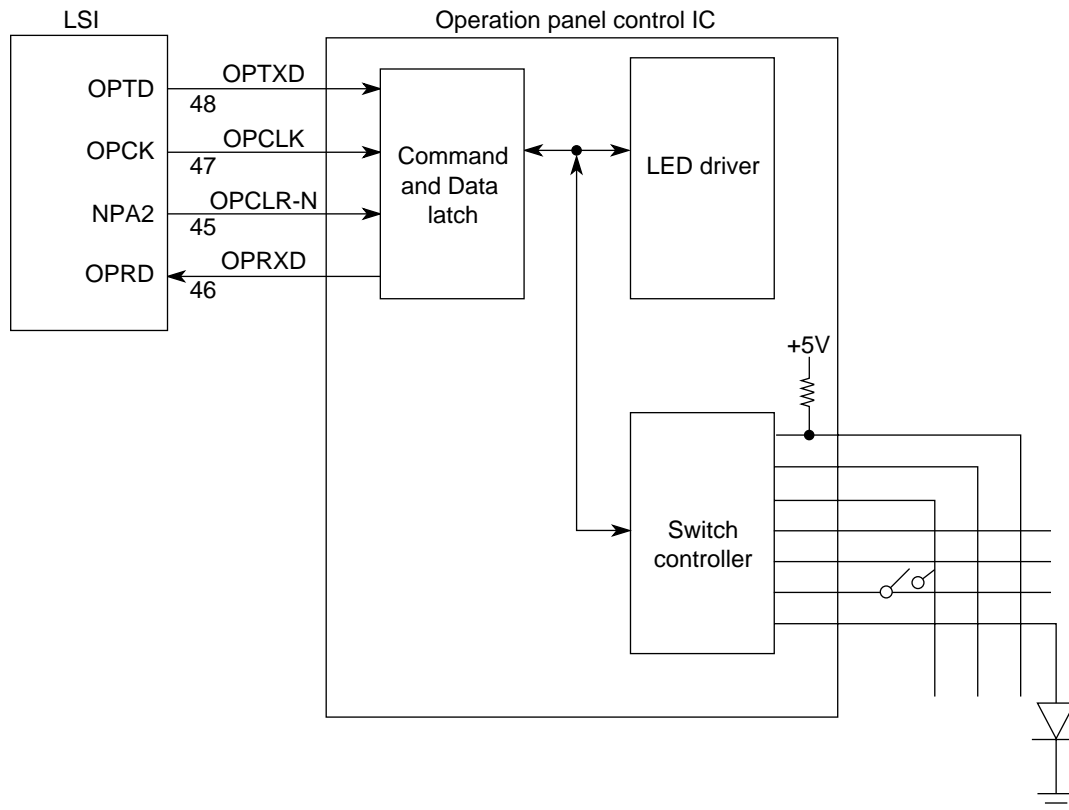 LSI
Operation panel control IC
OPTD
OPTXD
48
OPCK
OPCLK
47
NPA2
OPCLR-N
45
OPRD
OPRXD
46
Command
and Data
latch
LED driver
+5V
Switch
controller